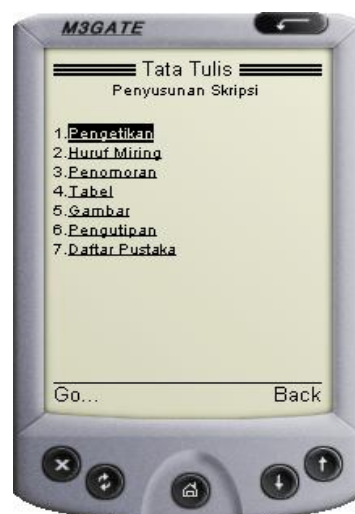 M3GATE
Tata Tulis
Penyusunan Skripsi
1.Pengetikan
2.Huruf Miring
3.Penomoran
4.Tabel
5.Gambar
6.Pengutipan
7.Daftar Pustaka
Go... Back